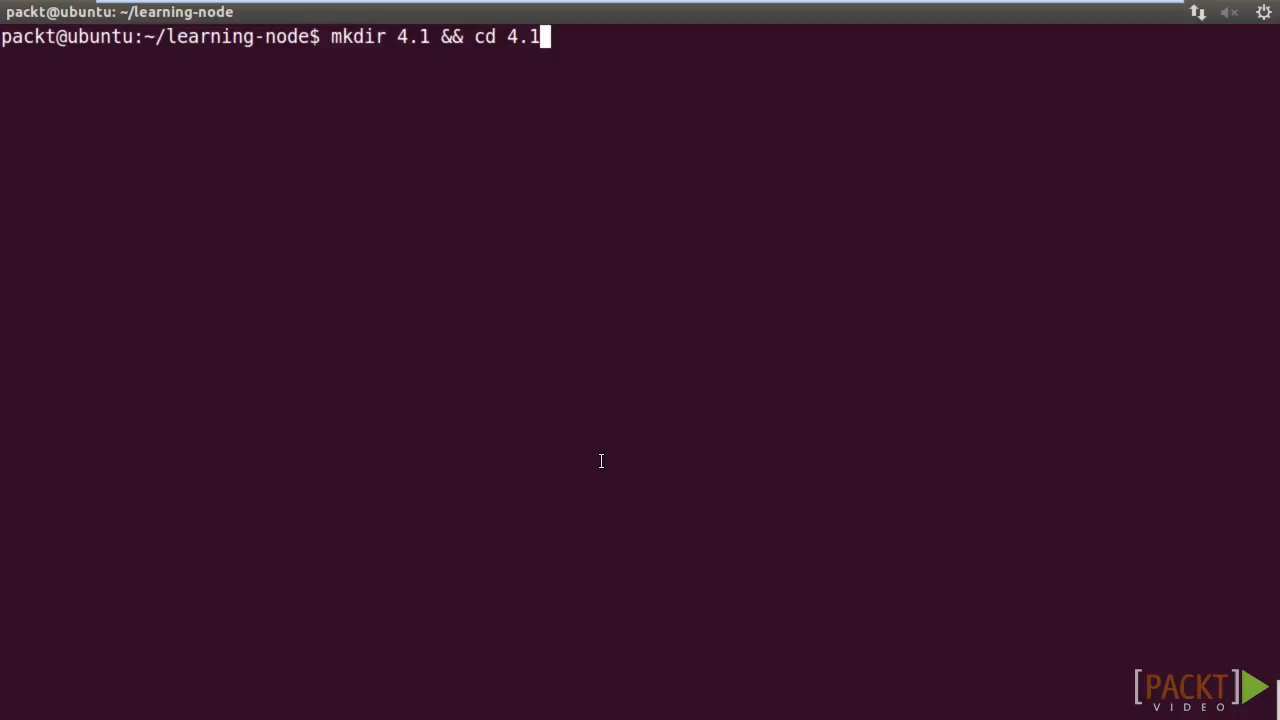 packt@ubuntu: ~/learning-node
packt@ubuntu:~/learning-node$ mkdir 4.1 && cd 4.1
[PACKT]
VIDEO